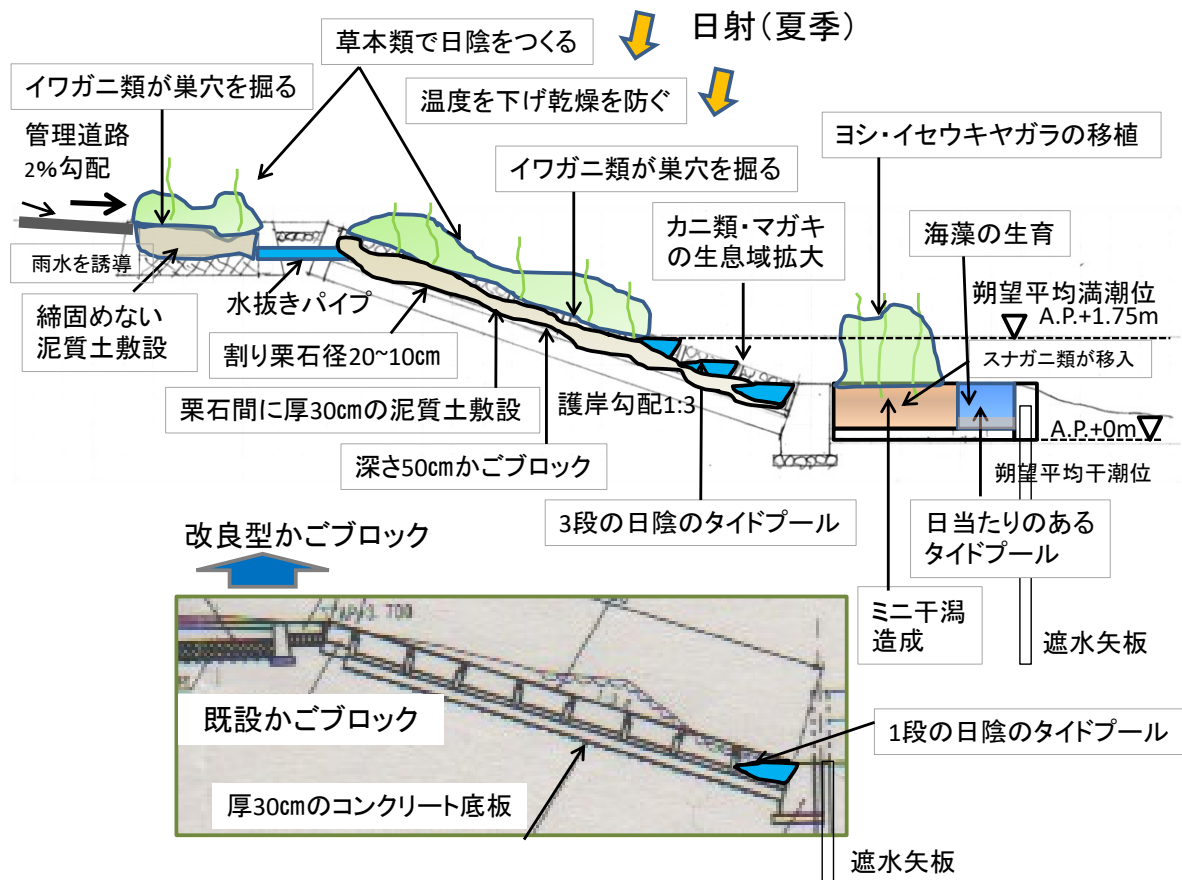 日射(夏季)
草本類で日陰をつくる
イワガニ類が巣穴を掘る
温度を下げ乾燥を防ぐ
管理道路
2%勾配
ヨシ・イセウキヤガラの移植
イワガニ類が巣穴を掘る
カニ類・マガキ
の生息域拡大
海藻の生育
雨水を誘導
水抜きパイプ
朔望平均満潮位
A.P.+1.75m
締固めない
泥質土敷設
割り栗石径20~10㎝
スナガニ類が移入
栗石間に厚30㎝の泥質土敷設
護岸勾配1:3
A.P.+0m
深さ50㎝かごブロック
朔望平均干潮位
3段の日陰のタイドプール
日当たりのある
タイドプール
改良型かごブロック
ミニ干潟
造成
遮水矢板
既設かごブロック
1段の日陰のタイドプール
厚30㎝のコンクリート底板
遮水矢板